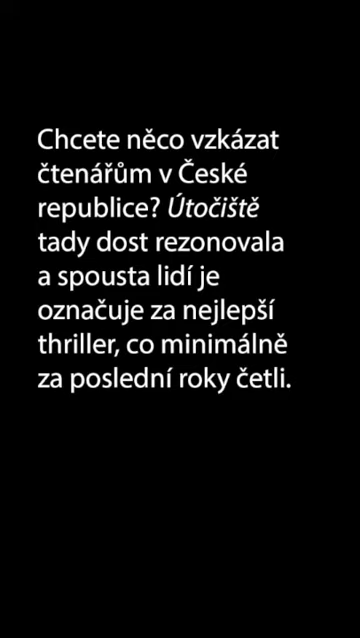 Chcete něco vzkázat
čtenářům v České
republice? Útočiště
tady dost rezonovala
a spousta lidí je
označuje za nejlepší
thriller, co minimálně
za poslední roky četli.